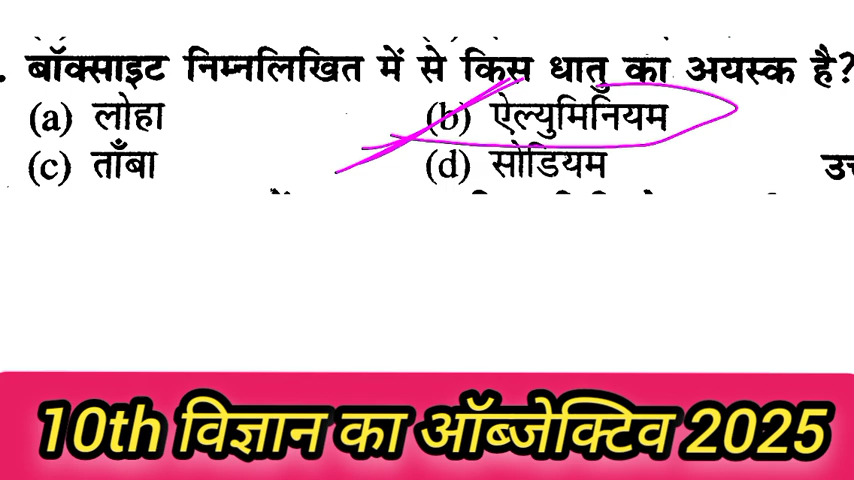 . बॉक्साइट निम्नलिखित में से किस धातु का अयस्क है?
(a) लोहा (b) ऐल्युमिनियम
(c) ताँबा (d) सोडियम
10th विज्ञान का ऑब्जेक्टिव 2025